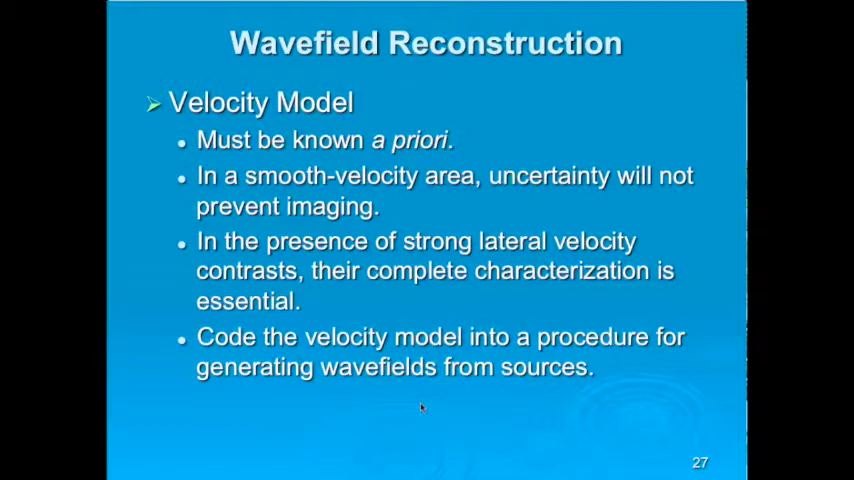 Wavefield Reconstruction
Velocity Model
Must be known a priori.
In a smooth-velocity area, uncertainty will not
prevent imaging.
In the presence of strong lateral velocity
contrasts, their complete characterization is
essential.
Code the velocity model into a procedure for
generating wavefields from sources.
27